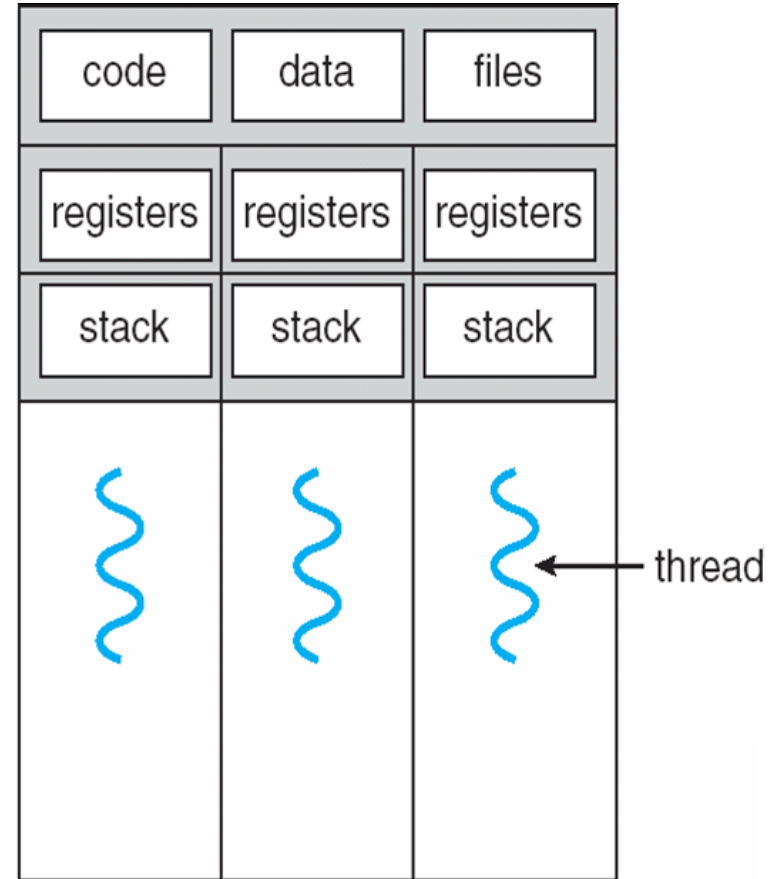 code data files
registers registers registers
stack stack stack
thread